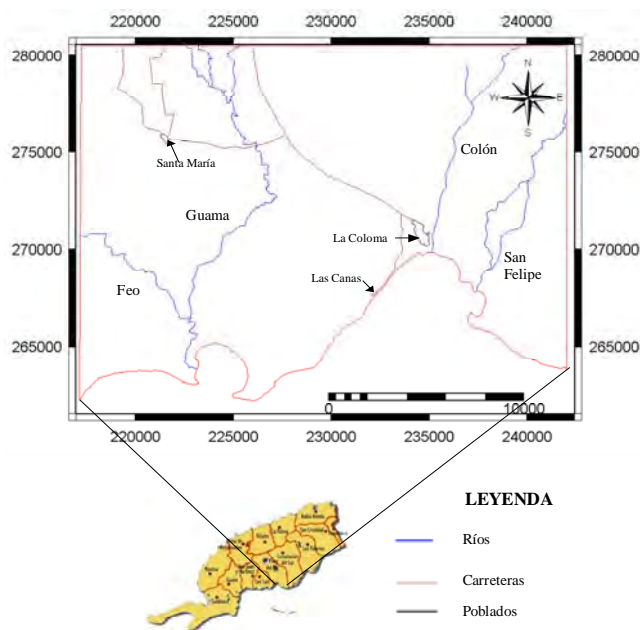 220000 225000 230000 235000 240000
280000 280000
N
W E
S
275000 275000
Santa María
Colón
Guama
La Coloma
270000 270000
San
Felipe
Las Canas
Feo
265000 265000
0 10000
220000 225000 230000 235000 240000
LEYENDA
Ríos
Carreteras
Poblados